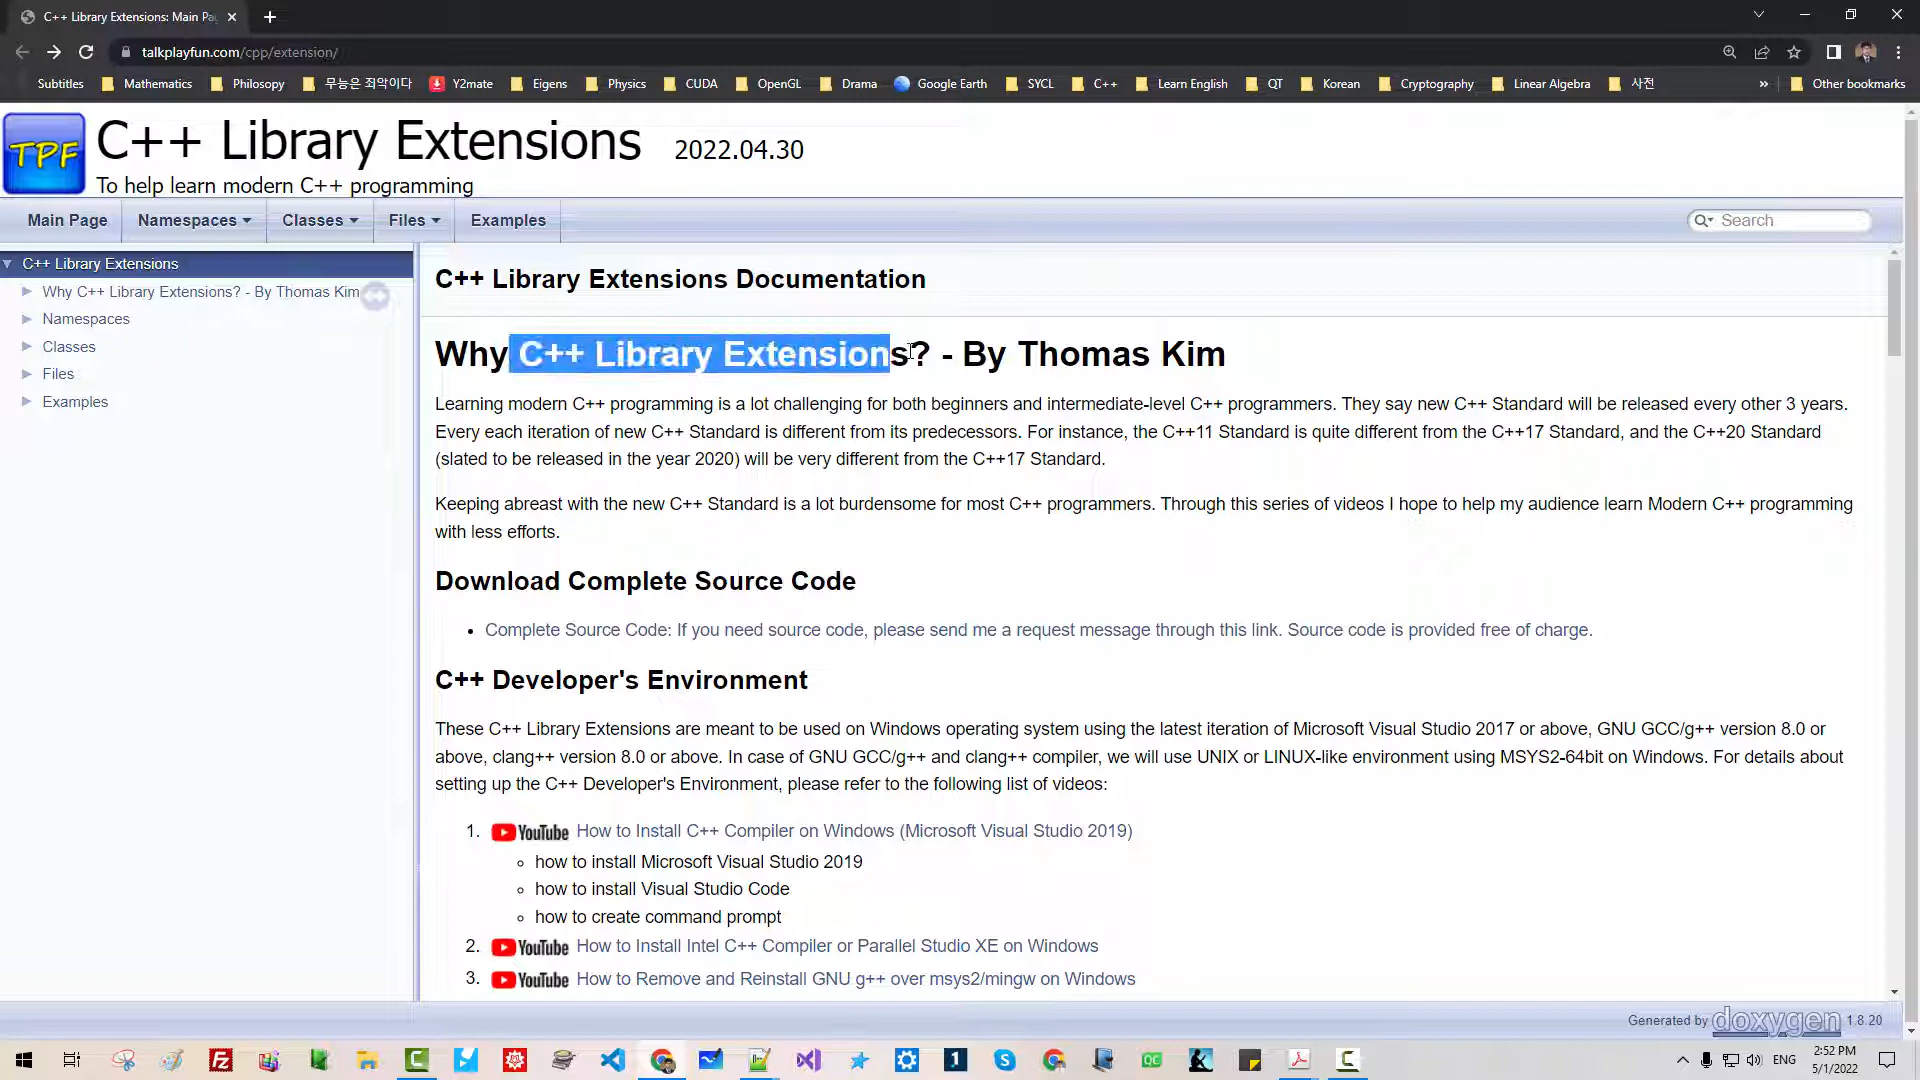 C++ Library Extensions: Main Pa
talkplayfun.com/cpp/extension/
Subtitles Mathematics Philosopy 무능은 죄악이다 Y2mate Eigens Physics CUDA OpenGL Drama Google Earth SYCL C++ Learn English QT Korean Cryptography Linear Algebra 사전 » Other bookmarks
TPF
C++ Library Extensions 2022.04.30
To help learn modern C++ programming
Main Page Namespaces Classes Files Examples Search
C++ Library Extensions
Why C++ Library Extensions? - By Thomas Kim
Namespaces
Classes
Files
Examples
C++ Library Extensions Documentation
Why C++ Library Extensions? - By Thomas Kim
Learning modern C++ programming is a lot challenging for both beginners and intermediate-level C++ programmers. They say new C++ Standard will be released every other 3 years.
Every each iteration of new C++ Standard is different from its predecessors. For instance, the C++11 Standard is quite different from the C++17 Standard, and the C++20 Standard
(slated to be released in the year 2020) will be very different from the C++17 Standard.
Keeping abreast with the new C++ Standard is a lot burdensome for most C++ programmers. Through this series of videos I hope to help my audience learn Modern C++ programming
with less efforts.
Download Complete Source Code
• Complete Source Code: If you need source code, please send me a request message through this link. Source code is provided free of charge.
C++ Developer's Environment
These C++ Library Extensions are meant to be used on Windows operating system using the latest iteration of Microsoft Visual Studio 2017 or above, GNU GCC/g++ version 8.0 or
above, clang++ version 8.0 or above. In case of GNU GCC/g++ and clang++ compiler, we will use UNIX or LINUX-like environment using MSYS2-64bit on Windows. For details about
setting up the C++ Developer's Environment, please refer to the following list of videos:
1. YouTube How to Install C++ Compiler on Windows (Microsoft Visual Studio 2019)
how to install Microsoft Visual Studio 2019
how to install Visual Studio Code
how to create command prompt
2. YouTube How to Install Intel C++ Compiler or Parallel Studio XE on Windows
3. YouTube How to Remove and Reinstall GNU g++ over msys2/mingw on Windows
Generated by doxygen 1.8.20
ENG 2:52 PM
5/1/2022